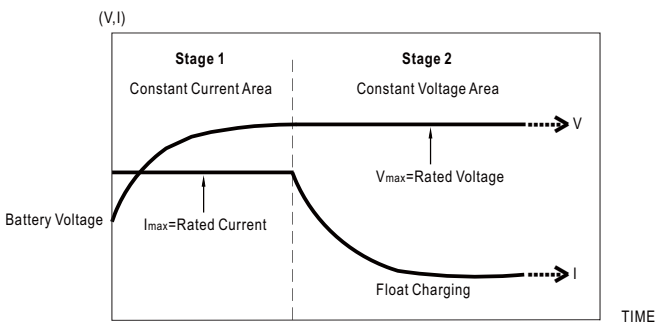 (V,I)
Stage 1
Constant Current Area
Stage 2
Constant Voltage Area
V
Vmax=Rated Voltage
Battery Voltage
Imax=Rated Current
I
Float Charging
TIME